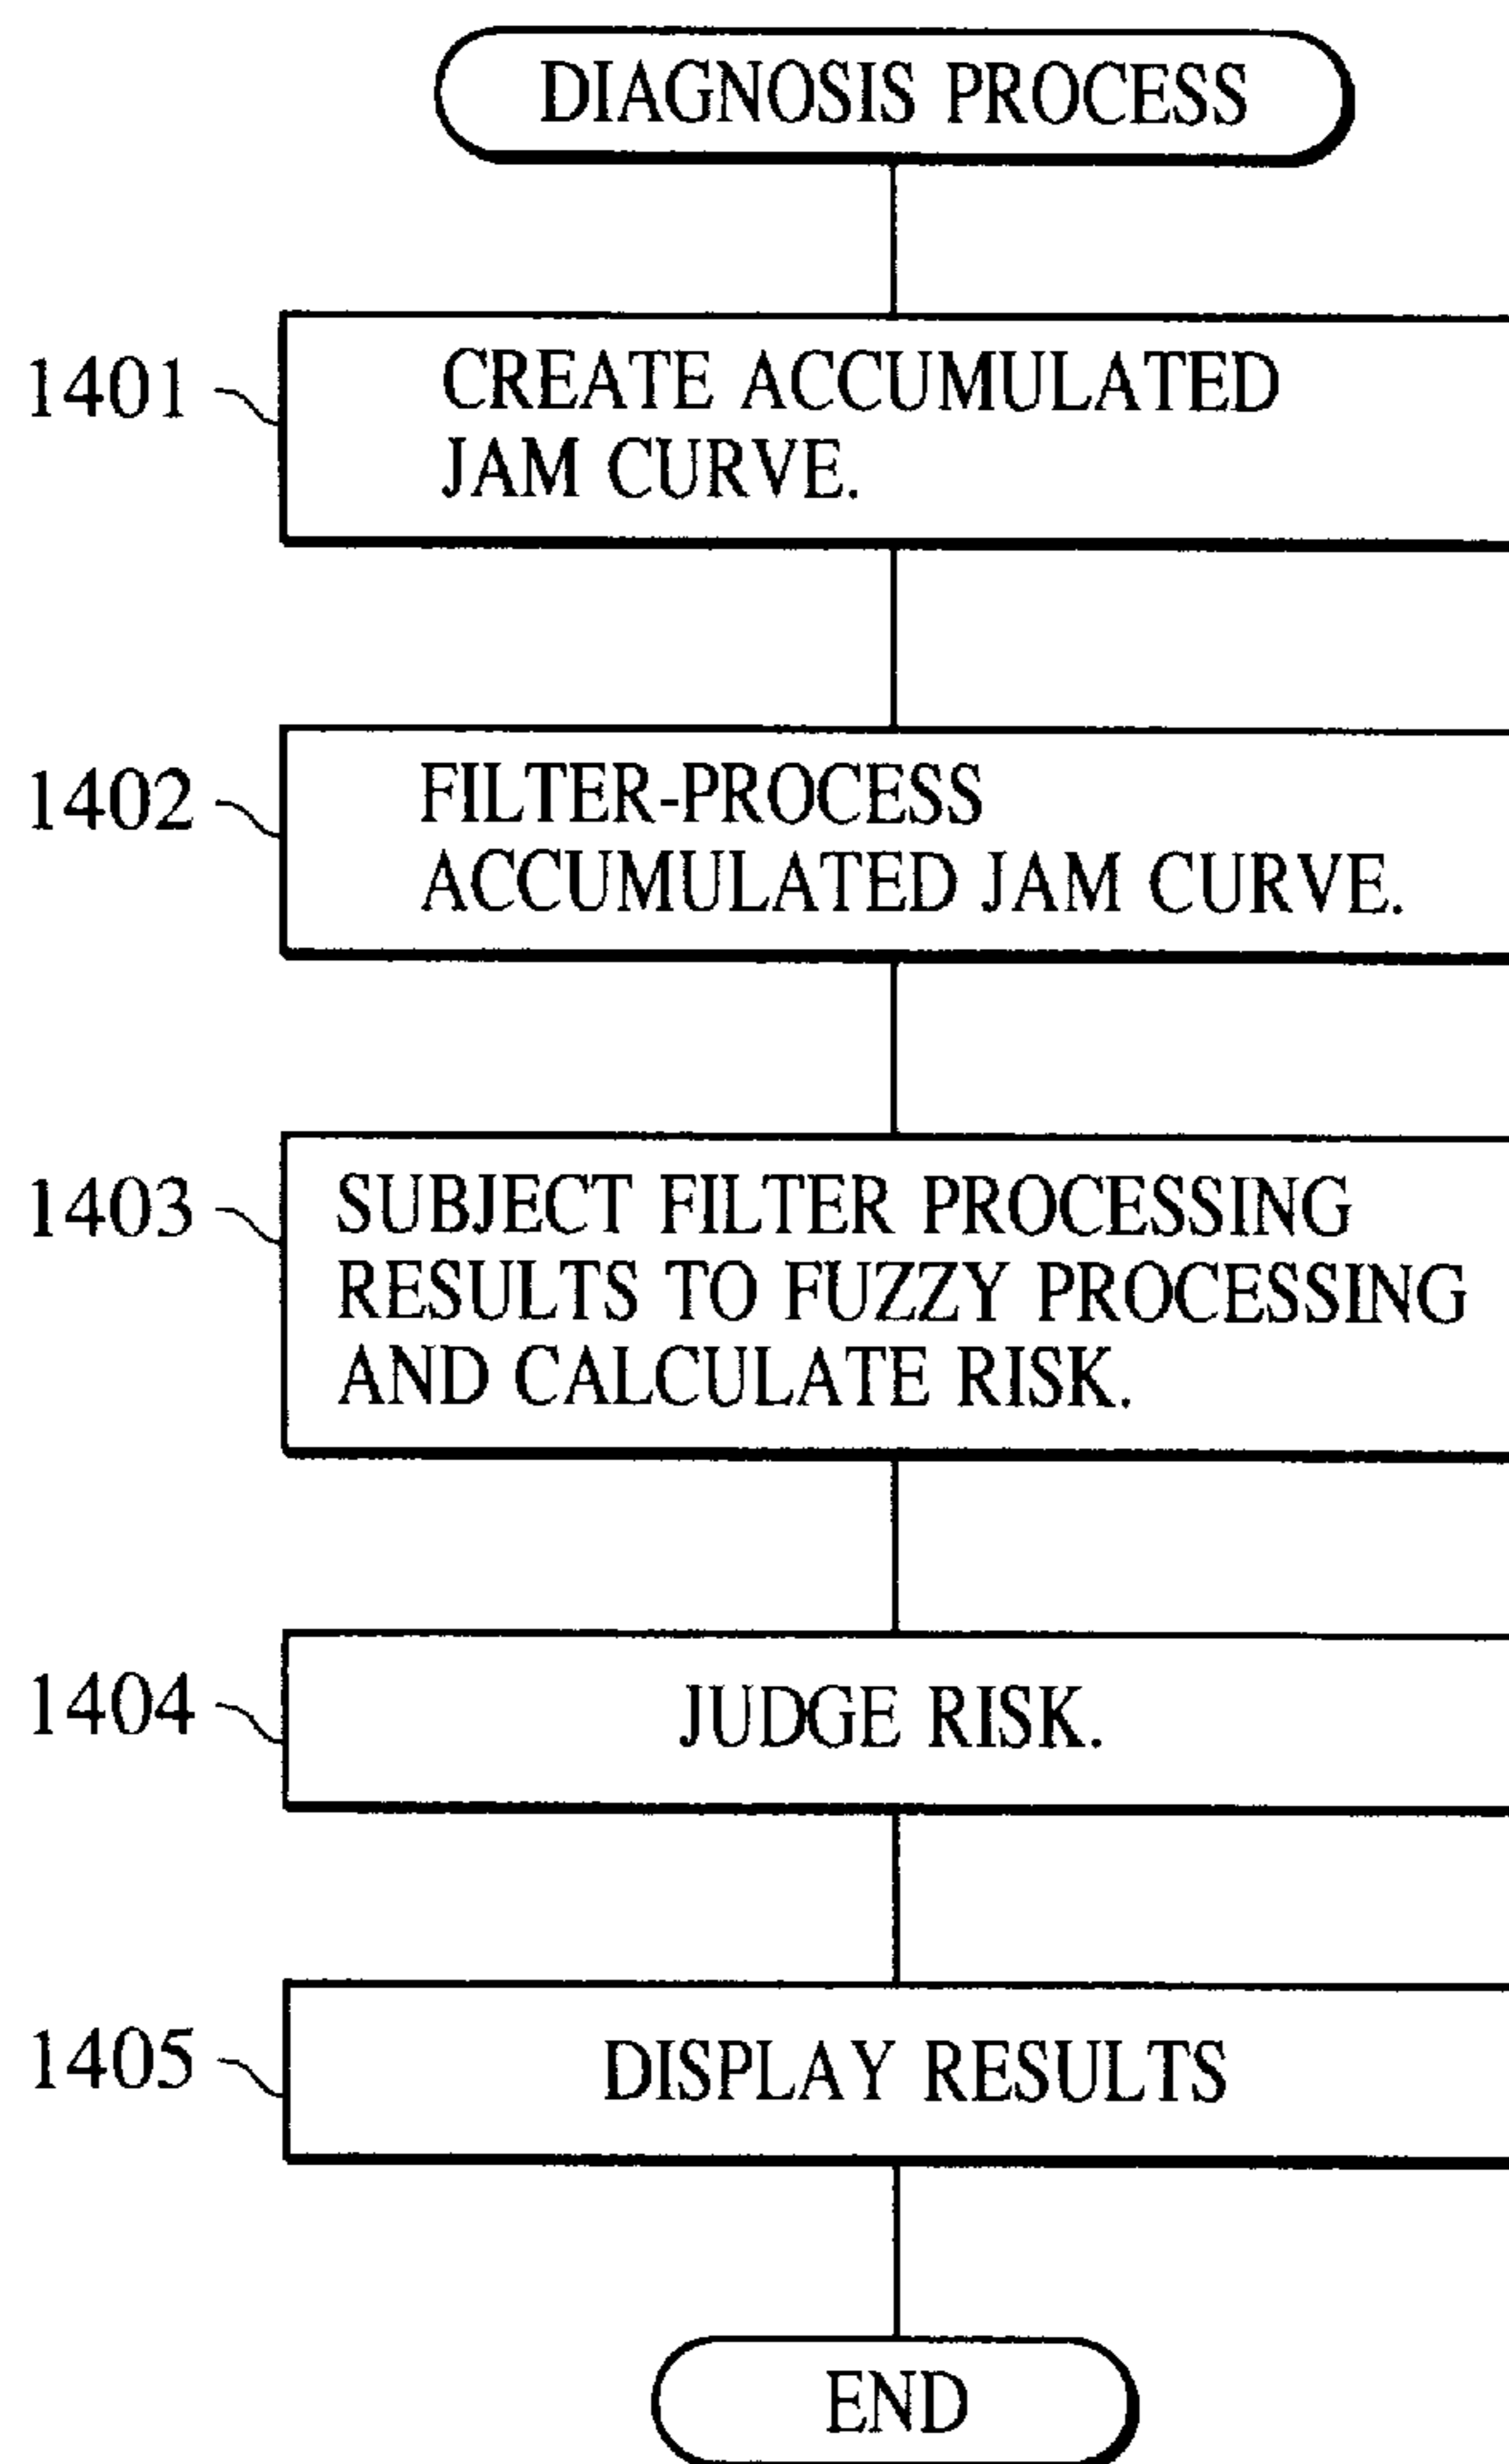 DIAGNOSIS PROCESS
1401
CREATE ACCUMULATED
JAM CURVE.
1402
FILTER-PROCESS
ACCUMULATED JAM CURVE.
1403
SUBJECT FILTER PROCESSING
RESULTS TO FUZZY PROCESSING
AND CALCULATE RISK.
1404
JUDGE RISK.
1405
DISPLAY RESULTS
END